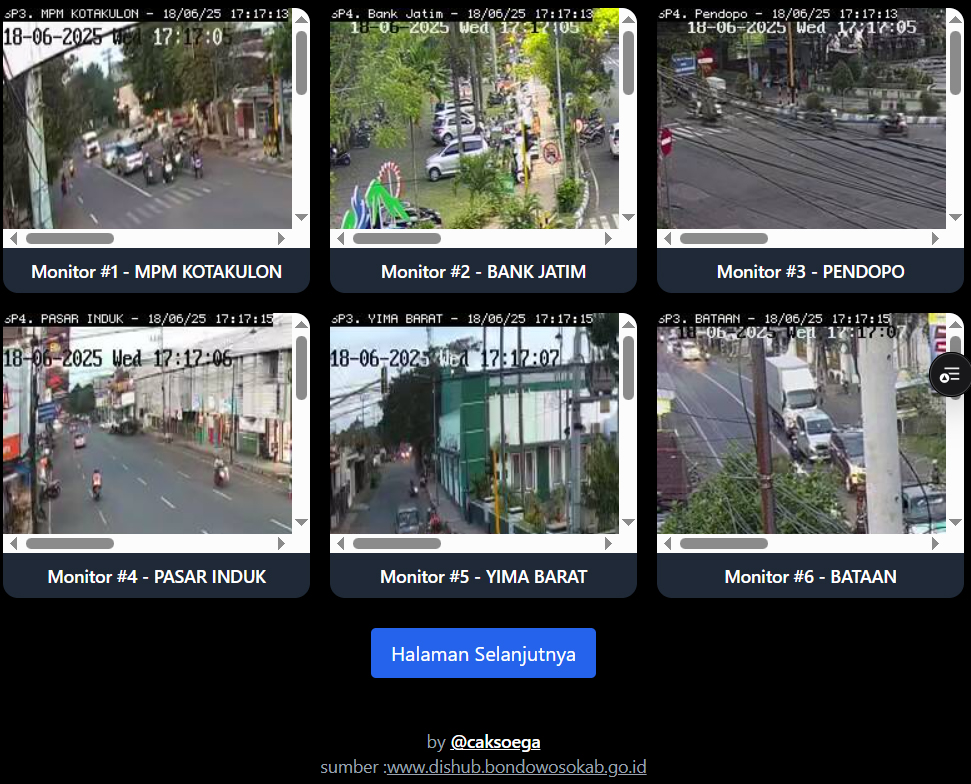 SP3. MPM KOTAKULON - 18/06/25 17:17:13
18-06-2025 Wed 17:17:05
SP4. Bank Jatim - 18/06/25 17:17:13
18-06-2025 Wed 17:17:05
SP4. Pendopo - 18/06/25 17:17:13
18-06-2025 Wed 17:17:05
Monitor #1 - MPM KOTAKULON
Monitor #2 - BANK JATIM
Monitor #3 - PENDOPO
SP4. PASAR INDUK - 18/06/25 17:17:15
18-06-2025 Wed 17:17:06
SP3. YIMA BARAT - 18/06/25 17:17:15
18-06-2025 Wed 17:17:07
SP3. BATAAN - 18/06/25 17:17:15
18-06-2025 Wed 17:17:07
Monitor #4 - PASAR INDUK
Monitor #5 - YIMA BARAT
Monitor #6 - BATAAN
Halaman Selanjutnya
by @caksoega
sumber :www.dishub.bondowosokab.go.id